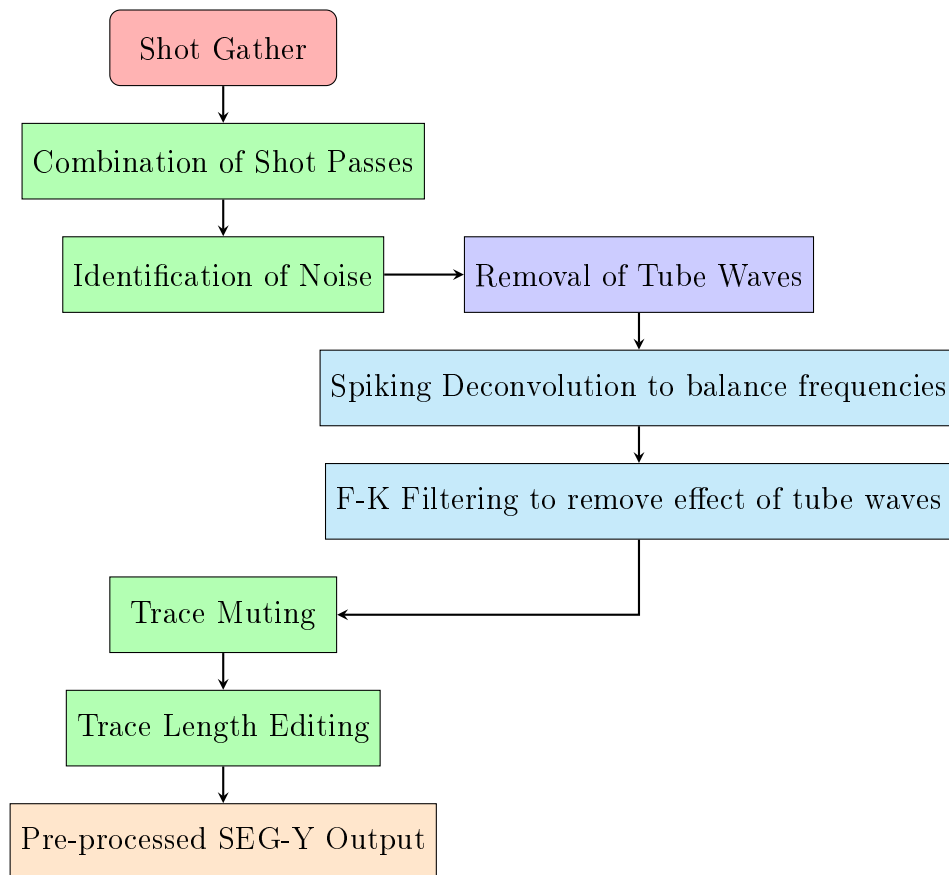 Shot Gather
Combination of Shot Passes
Identification of Noise
Removal of Tube Waves
Spiking Deconvolution to balance frequencies
F-K Filtering to remove effect of tube waves
Trace Muting
Trace Length Editing
Pre-processed SEG-Y Output